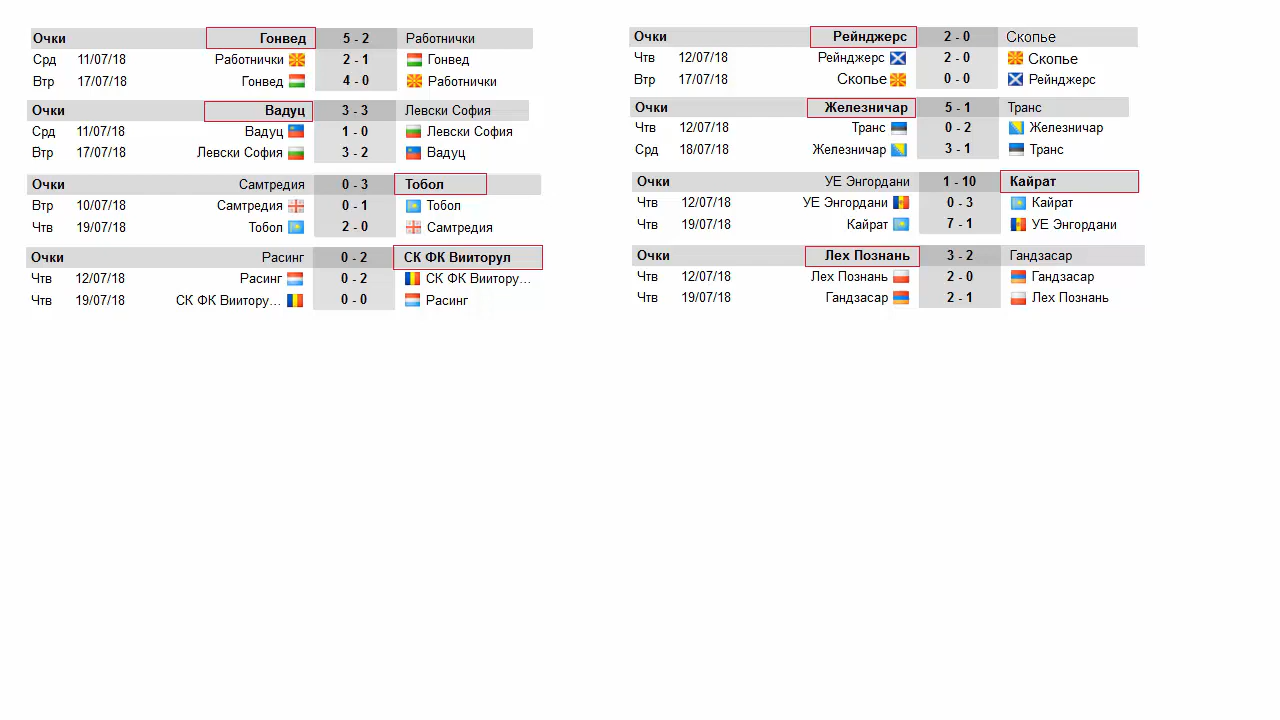 Очки Гонвед 5 - 2 Работнички
Срд 11/07/18 Работнички 2 - 1 Гонвед
Втр 17/07/18 Гонвед 4 - 0 Работнички
Очки Вадуц 3 - 3 Левски София
Срд 11/07/18 Вадуц 1 - 0 Левски София
Втр 17/07/18 Левски София 3 - 2 Вадуц
Очки Самтредия 0 - 3 Тобол
Втр 10/07/18 Самтредия 0 - 1 Тобол
Чтв 19/07/18 Тобол 2 - 0 Самтредия
Очки Расинг 0 - 2 СК ФК Вииторул
Чтв 12/07/18 Расинг 0 - 2 СК ФК Виитору...
Чтв 19/07/18 СК ФК Виитору... 0 - 0 Расинг
Очки Рейнджерс 2 - 0 Скопье
Чтв 12/07/18 Рейнджерс 2 - 0 Скопье
Втр 17/07/18 Скопье 0 - 0 Рейнджерс
Очки Железничар 5 - 1 Транс
Чтв 12/07/18 Транс 0 - 2 Железничар
Срд 18/07/18 Железничар 3 - 1 Транс
Очки УЕ Энгордани 1 - 10 Кайрат
Чтв 12/07/18 УЕ Энгордани 0 - 3 Кайрат
Чтв 19/07/18 Кайрат 7 - 1 УЕ Энгордани
Очки Лех Познань 3 - 2 Гандзасар
Чтв 12/07/18 Лех Познань 2 - 0 Гандзасар
Чтв 19/07/18 Гандзасар 2 - 1 Лех Познань